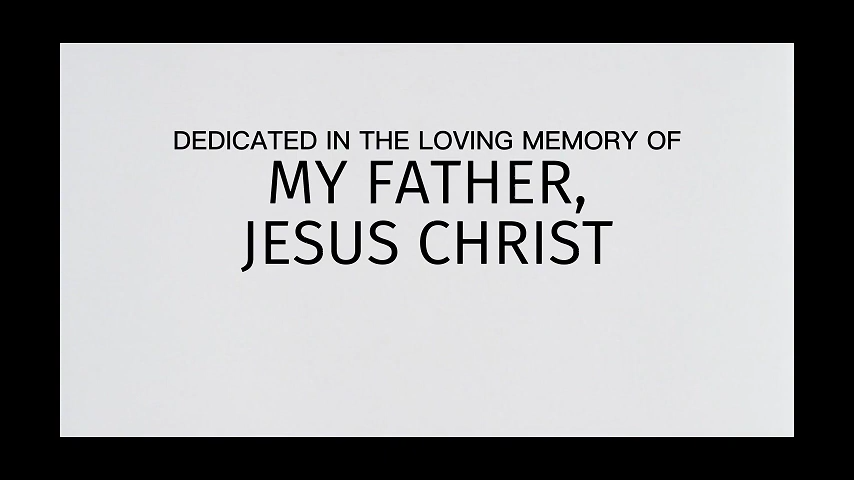 DEDICATED IN THE LOVING MEMORY OF
MY FATHER,
JESUS CHRIST